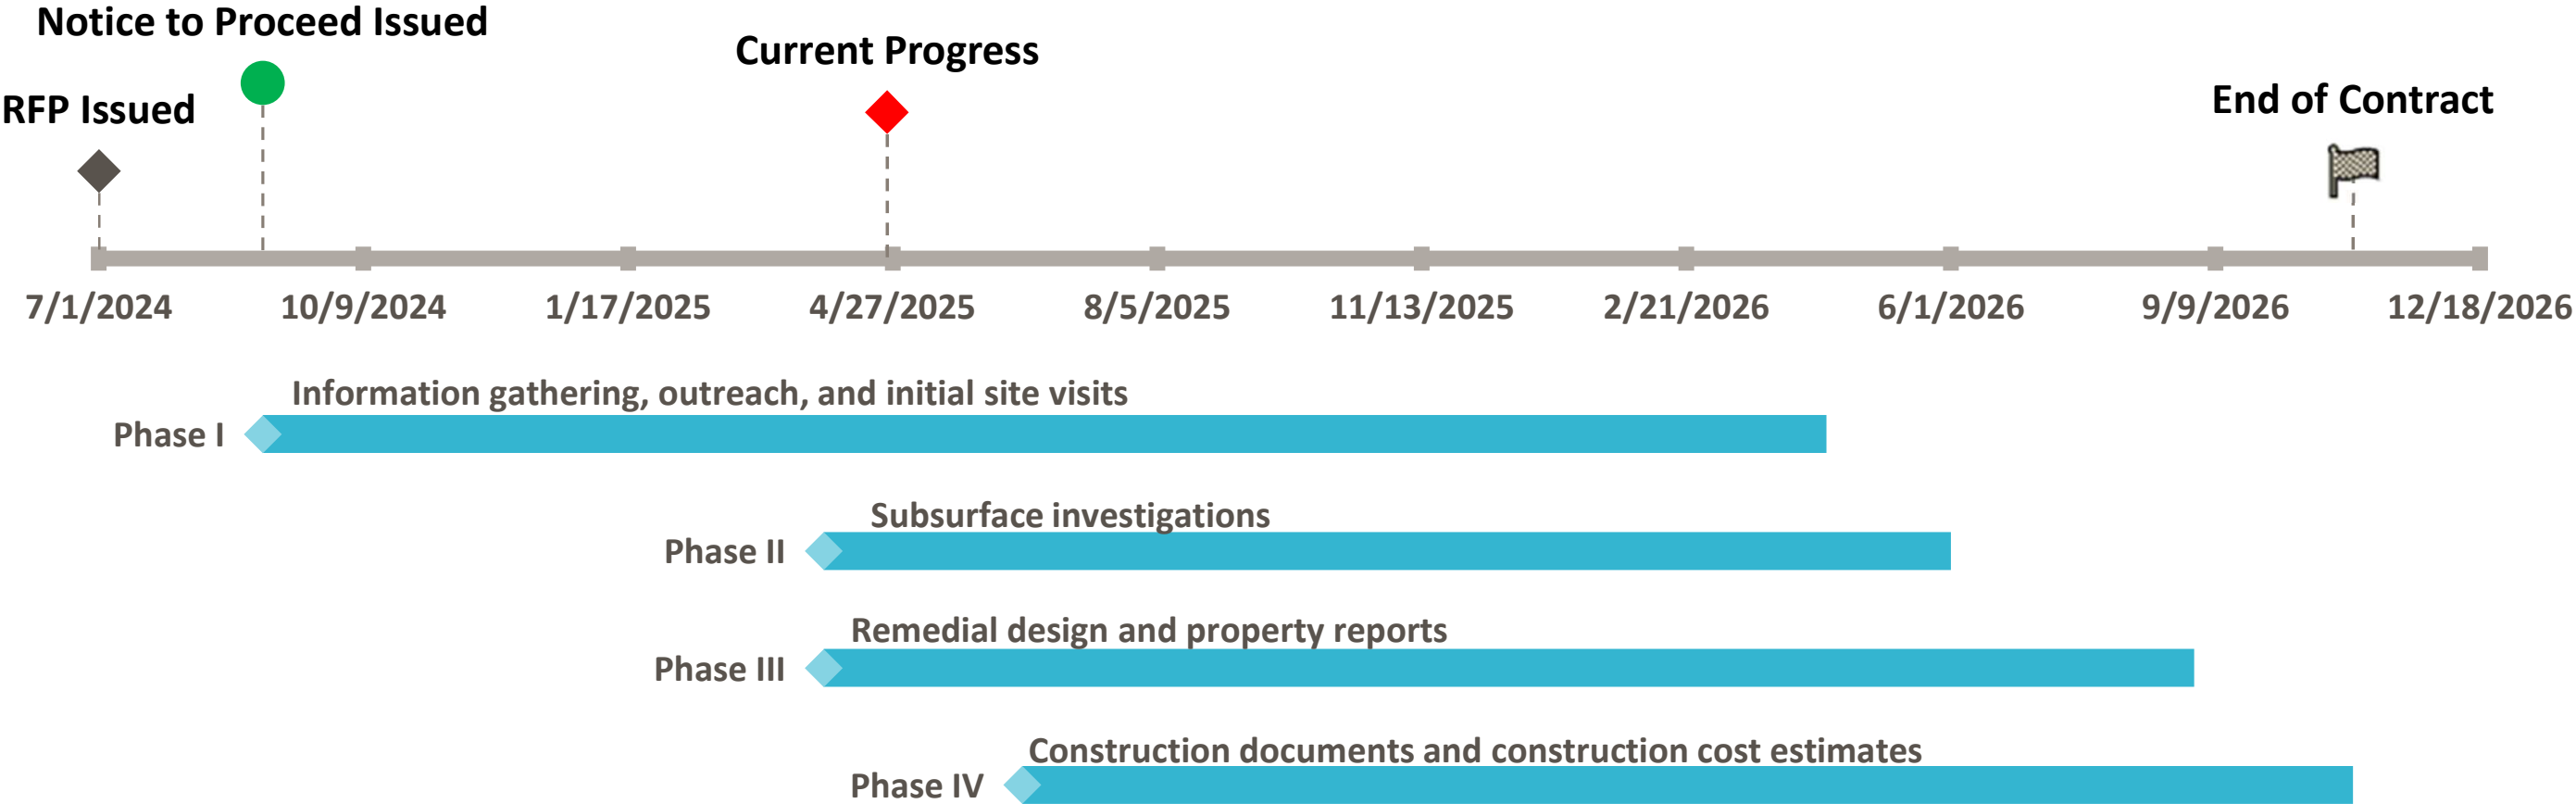 Notice to Proceed Issued
Current Progress
RFP Issued
End of Contract
7/1/2024 10/9/2024 1/17/2025 4/27/2025 8/5/2025 11/13/2025 2/21/2026 6/1/2026 9/9/2026 12/18/2026
Information gathering, outreach, and initial site visits
Phase I
Subsurface investigations
Phase II
Remedial design and property reports
Phase III
Construction documents and construction cost estimates
Phase IV